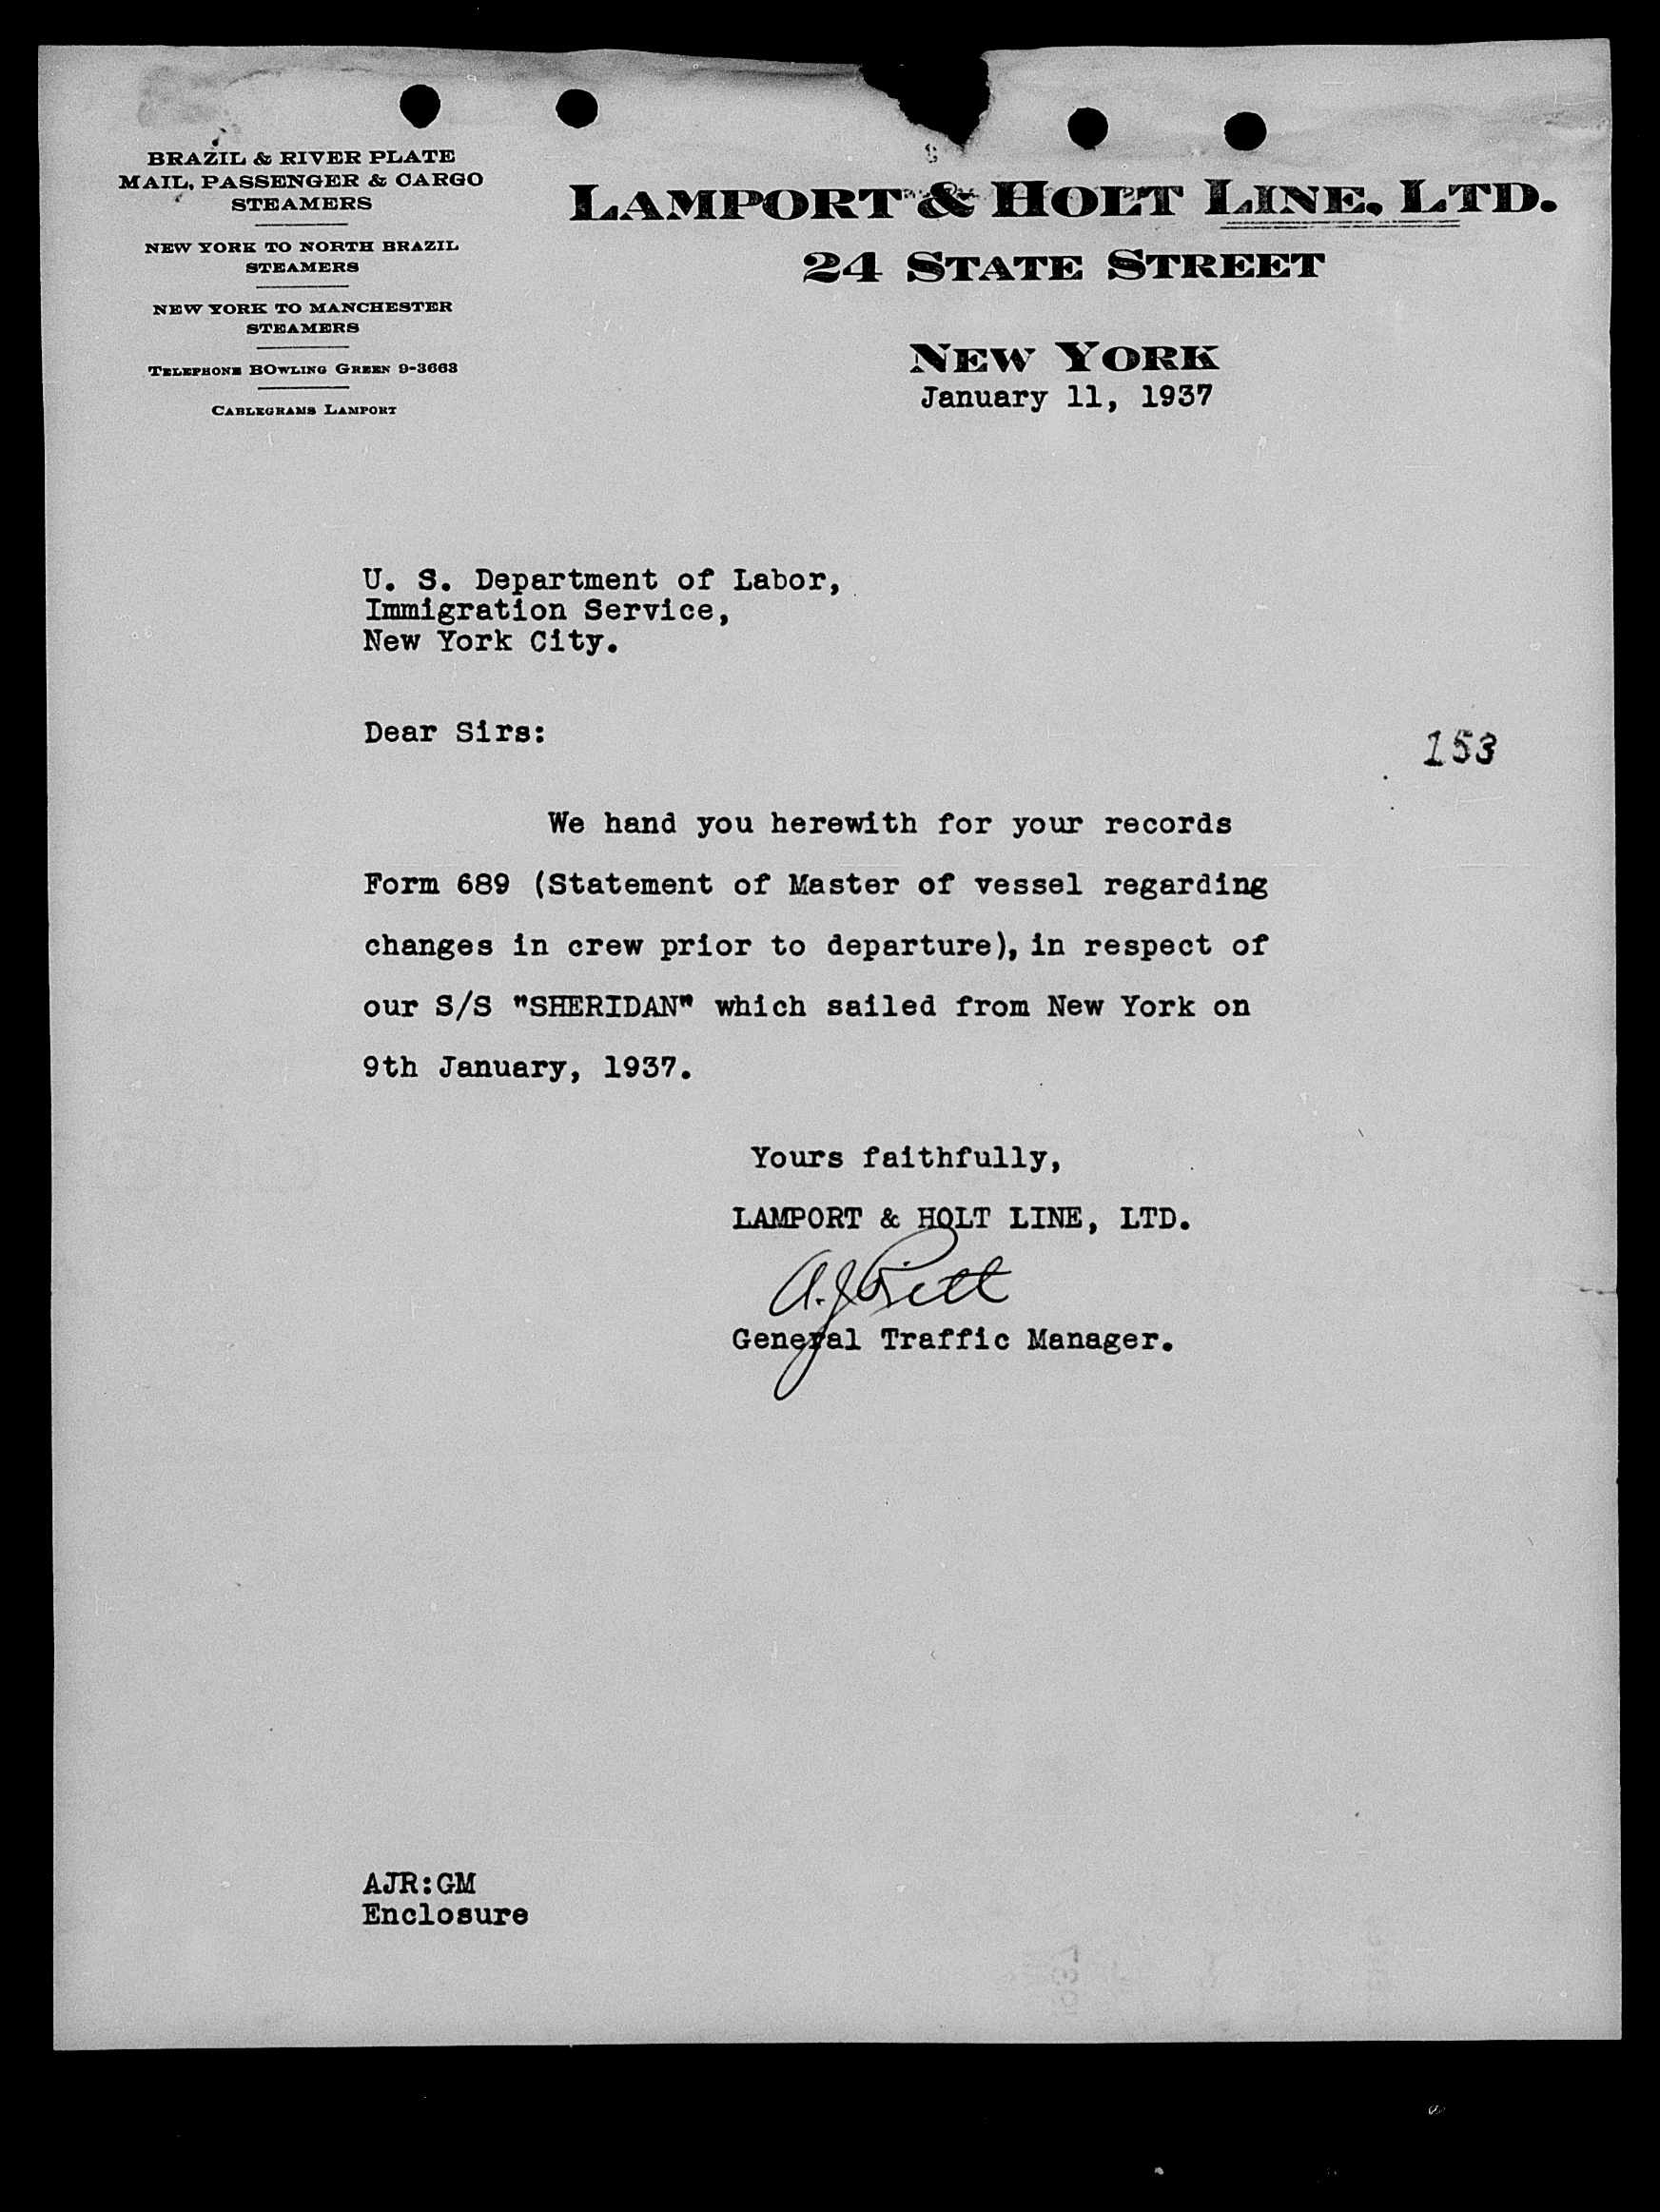 BRAZIL & RIVER PLATE
MAIL, PASSENGER & CARGO
STEAMERS
NEW YORK TO NORTH BRAZIL
STEAMERS
NEW YORK TO MANCHESTER
STEAMERS
TELEPHONE BOWLING GREEN 9-3663
CABLEGRAMS LAMPORT
LAMPORT & HOLT LINE, LTD.
24 STATE STREET
NEW YORK
January 11, 1937
U. S. Department of Labor,
Immigration Service,
New York City.
Dear Sirs:
153
We hand you herewith for your records
Form 689 (Statement of Master of vessel regarding
changes in crew prior to departure), in respect of
our S/S "SHERIDAN" which sailed from New York on
9th January, 1937.
Yours faithfully,
LAMPORT & HOLT LINE, LTD.
A. J.
General Traffic Manager.
AJR:GM
Enclosure